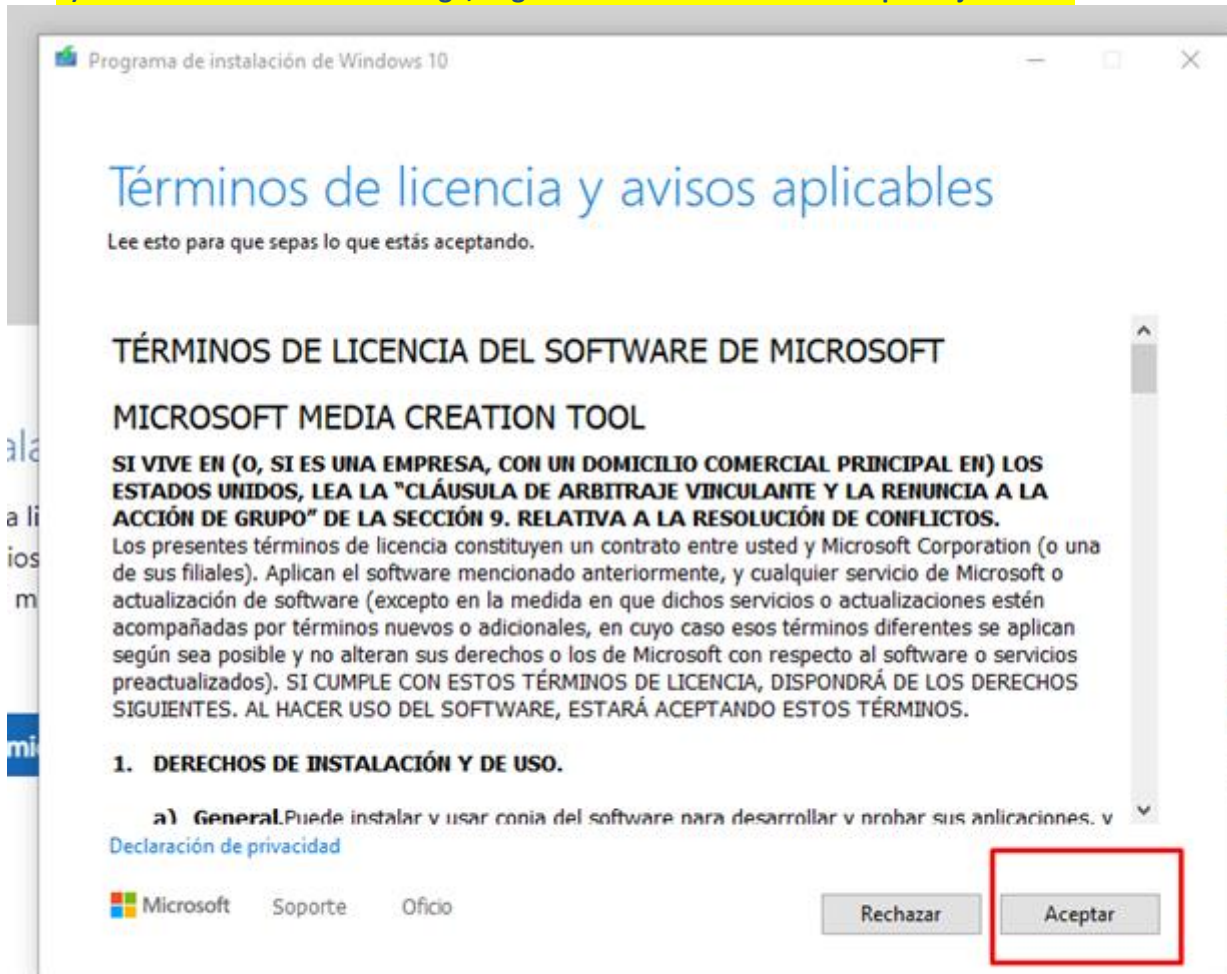 Programa de instalación de Windows 10
Términos de licencia y avisos aplicables
Lee esto para que sepas lo que estás aceptando.
TÉRMINOS DE LICENCIA DEL SOFTWARE DE MICROSOFT
MICROSOFT MEDIA CREATION TOOL
SI VIVE EN (O, SI ES UNA EMPRESA, CON UN DOMICILIO COMERCIAL PRINCIPAL EN) LOS
ESTADOS UNIDOS, LEA LA “CLÁUSULA DE ARBITRAJE VINCULANTE Y LA RENUNCIA A LA
ACCIÓN DE GRUPO” DE LA SECCIÓN 9. RELATIVA A LA RESOLUCIÓN DE CONFLICTOS.
Los presentes términos de licencia constituyen un contrato entre usted y Microsoft Corporation (o una
de sus filiales). Aplican el software mencionado anteriormente, y cualquier servicio de Microsoft o
actualización de software (excepto en la medida en que dichos servicios o actualizaciones estén
acompañadas por términos nuevos o adicionales, en cuyo caso esos términos diferentes se aplican
según sea posible y no alteran sus derechos o los de Microsoft con respecto al software o servicios
preactualizados). SI CUMPLE CON ESTOS TÉRMINOS DE LICENCIA, DISPONDRÁ DE LOS DERECHOS
SIGUIENTES. AL HACER USO DEL SOFTWARE, ESTARÁ ACEPTANDO ESTOS TÉRMINOS.
1. DERECHOS DE INSTALACIÓN Y DE USO.
a) General.Puede instalar y usar copia del software para desarrollar y probar sus aplicaciones, y
Declaración de privacidad
Microsoft Soporte Oficio
Rechazar Aceptar